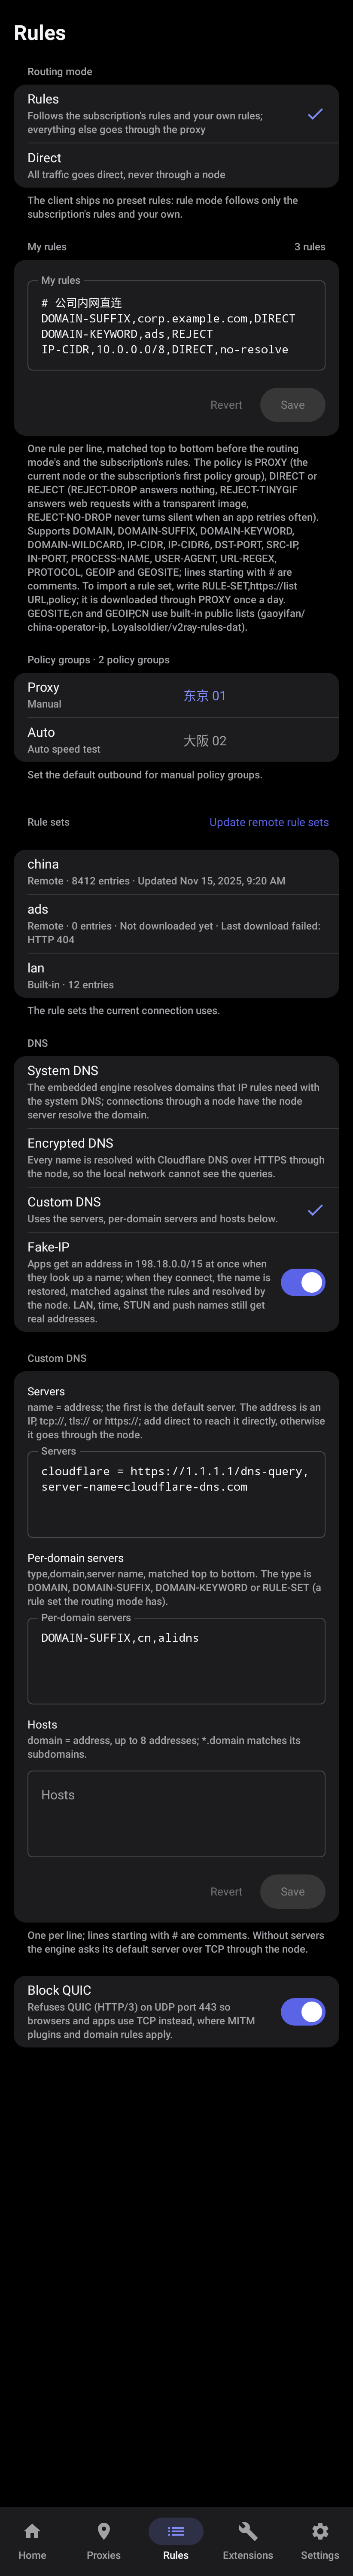 Rules
Routing mode
Rules
Follows the subscription's rules and your own rules;
everything else goes through the proxy
Direct
All traffic goes direct, never through a node
The client ships no preset rules: rule mode follows only the
subscription's rules and your own.
My rules
3 rules
My rules
# 公司内网直连
DOMAIN-SUFFIX,corp.example.com,DIRECT
DOMAIN-KEYWORD,ads,REJECT
IP-CIDR,10.0.0.0/8,DIRECT,no-resolve
Revert
Save
One rule per line, matched top to bottom before the routing
mode's and the subscription's rules. The policy is PROXY (the
current node or the subscription's first policy group), DIRECT or
REJECT (REJECT-DROP answers nothing, REJECT-TINYGIF
answers web requests with a transparent image,
REJECT-NO-DROP never turns silent when an app retries often).
Supports DOMAIN, DOMAIN-SUFFIX, DOMAIN-KEYWORD,
DOMAIN-WILDCARD, IP-CIDR, IP-CIDR6, DST-PORT, SRC-IP,
IN-PORT, PROCESS-NAME, USER-AGENT, URL-REGEX,
PROTOCOL, GEOIP and GEOSITE; lines starting with # are
comments. To import a rule set, write RULE-SET,https://list
URL,policy; it is downloaded through PROXY once a day.
GEOSITE,cn and GEOIP,CN use built-in public lists (gaoyifan/
china-operator-ip, Loyalsoldier/v2ray-rules-dat).
Policy groups · 2 policy groups
Proxy
Manual
东京 01
Auto
Auto speed test
大阪 02
Set the default outbound for manual policy groups.
Rule sets
Update remote rule sets
china
Remote · 8412 entries · Updated Nov 15, 2025, 9:20 AM
ads
Remote · 0 entries · Not downloaded yet · Last download failed:
HTTP 404
lan
Built-in · 12 entries
The rule sets the current connection uses.
DNS
System DNS
The embedded engine resolves domains that IP rules need with
the system DNS; connections through a node have the node
server resolve the domain.
Encrypted DNS
Every name is resolved with Cloudflare DNS over HTTPS through
the node, so the local network cannot see the queries.
Custom DNS
Uses the servers, per-domain servers and hosts below.
Fake-IP
Apps get an address in 198.18.0.0/15 at once when
they look up a name; when they connect, the name is
restored, matched against the rules and resolved by
the node. LAN, time, STUN and push names still get
real addresses.
Custom DNS
Servers
name = address; the first is the default server. The address is an
IP, tcp://, tls:// or https://; add direct to reach it directly, otherwise
it goes through the node.
Servers
cloudflare = https://1.1.1.1/dns-query,
server-name=cloudflare-dns.com
Per-domain servers
type,domain,server name, matched top to bottom. The type is
DOMAIN, DOMAIN-SUFFIX, DOMAIN-KEYWORD or RULE-SET (a
rule set the routing mode has).
Per-domain servers
DOMAIN-SUFFIX,cn,alidns
Hosts
domain = address, up to 8 addresses; *.domain matches its
subdomains.
Hosts
Revert
Save
One per line; lines starting with # are comments. Without servers
the engine asks its default server over TCP through the node.
Block QUIC
Refuses QUIC (HTTP/3) on UDP port 443 so
browsers and apps use TCP instead, where MITM
plugins and domain rules apply.
Home
Proxies
Rules
Extensions
Settings